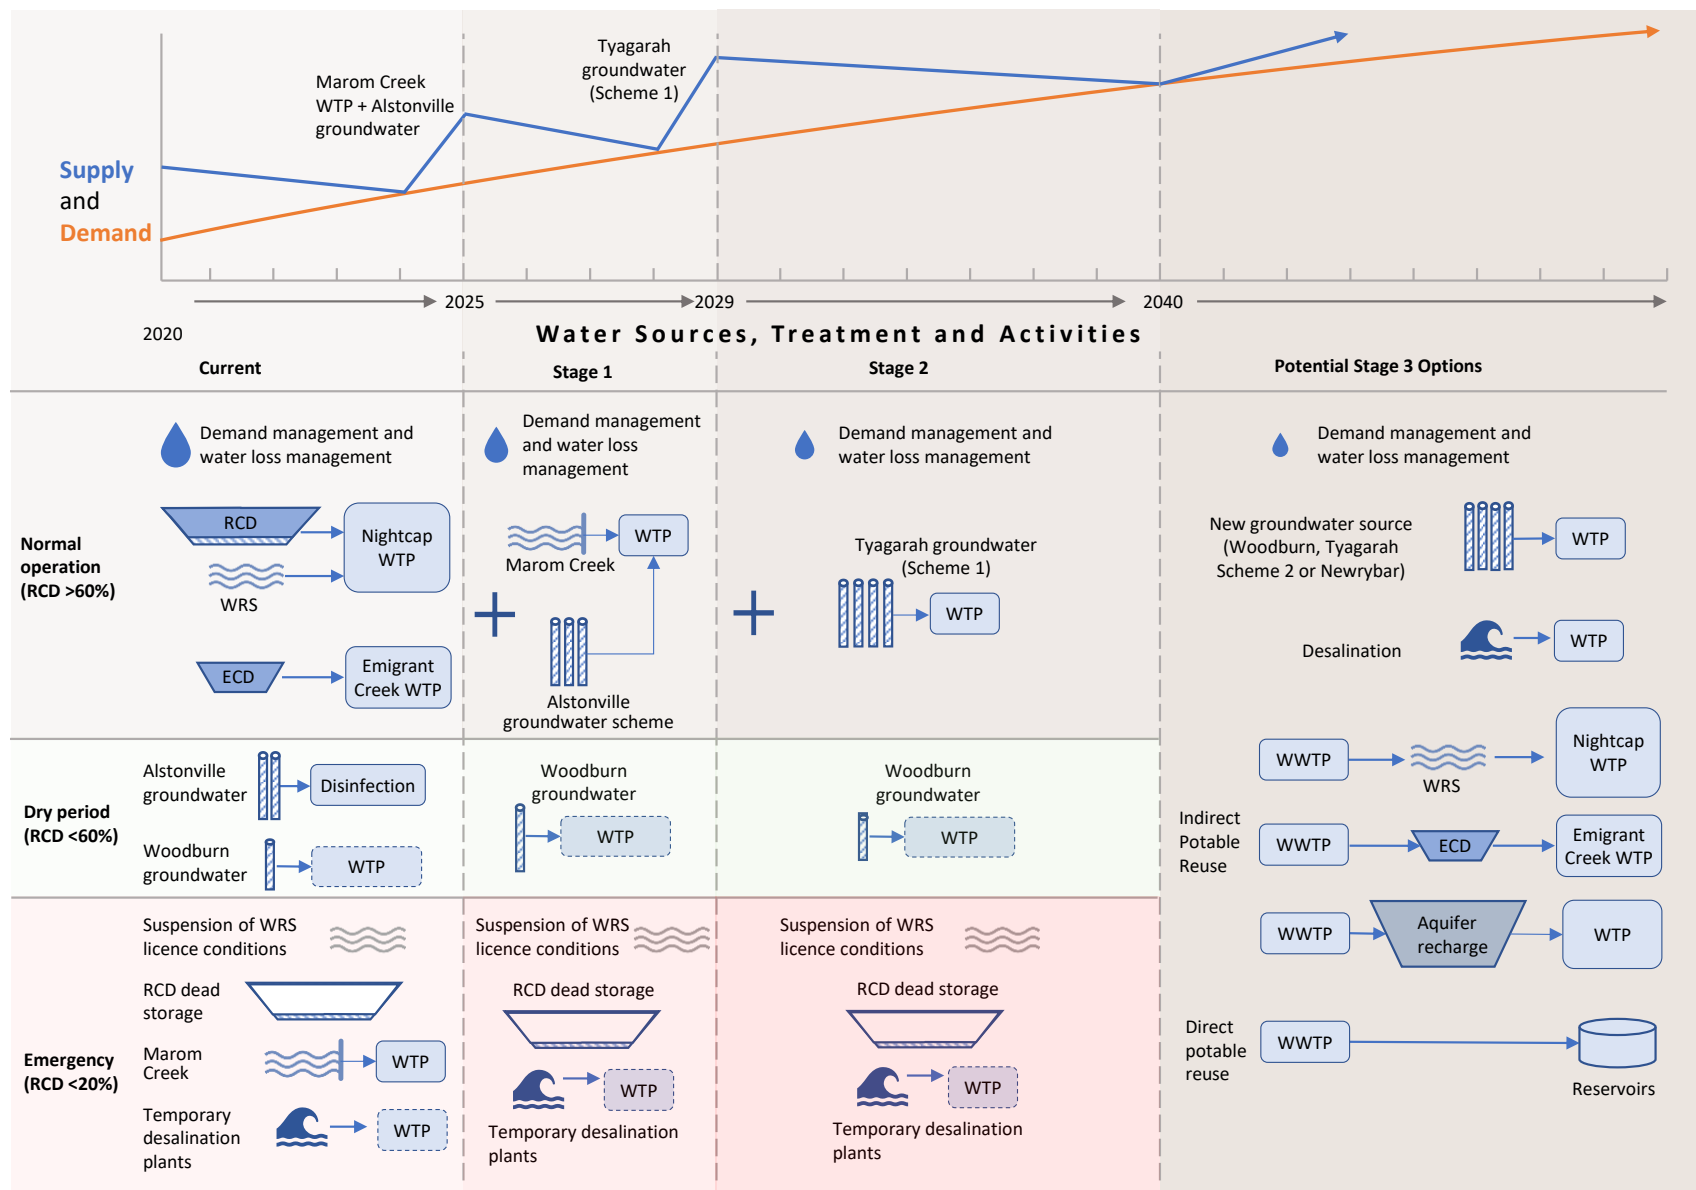 Tyagarah
groundwater
(Scheme 1)
Marom Creek
WTP + Alstonville
groundwater
Supply
and
Demand
2020
2025
2029
2040
Water Sources, Treatment and Activities
Current
Stage 1
Stage 2
Potential Stage 3 Options
Normal
operation
(RCD >60%)
Demand management and
water loss management
RCD
Nightcap
WTP
WRS
ECD
Emigrant
Creek WTP
Demand management
and water loss
management
WTP
Marom Creek
Alstonville
groundwater scheme
Demand management and
water loss management
Tyagarah groundwater
(Scheme 1)
WTP
Demand management and
water loss management
New groundwater source
(Woodburn, Tyagarah
Scheme 2 or Newrybar)
WTP
Desalination
WTP
Indirect
Potable
Reuse
WWTP
WRS
Nightcap
WTP
WWTP
ECD
Emigrant
Creek WTP
WWTP
Aquifer
recharge
WTP
Direct
potable
reuse
WWTP
Reservoirs
Dry period
(RCD <60%)
Alstonville
groundwater
Disinfection
Woodburn
groundwater
WTP
Woodburn
groundwater
WTP
Woodburn
groundwater
WTP
Emergency
(RCD <20%)
Suspension of WRS
licence conditions
RCD dead
storage
Marom
Creek
WTP
Temporary
desalination
plants
WTP
Suspension of WRS
licence conditions
RCD dead storage
WTP
Temporary desalination
plants
Suspension of WRS
licence conditions
RCD dead storage
WTP
Temporary desalination
plants